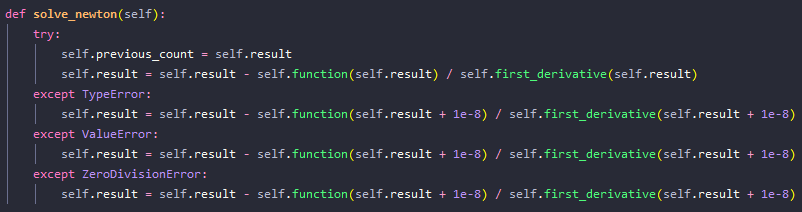 def solve_newton(self):
    try:
        self.previous_count = self.result
        self.result = self.result - self.function(self.result) / self.first_derivative(self.result)
    except TypeError:
        self.result = self.result - self.function(self.result + 1e-8) / self.first_derivative(self.result + 1e-8)
    except ValueError:
        self.result = self.result - self.function(self.result + 1e-8) / self.first_derivative(self.result + 1e-8)
    except ZeroDivisionError:
        self.result = self.result - self.function(self.result + 1e-8) / self.first_derivative(self.result + 1e-8)